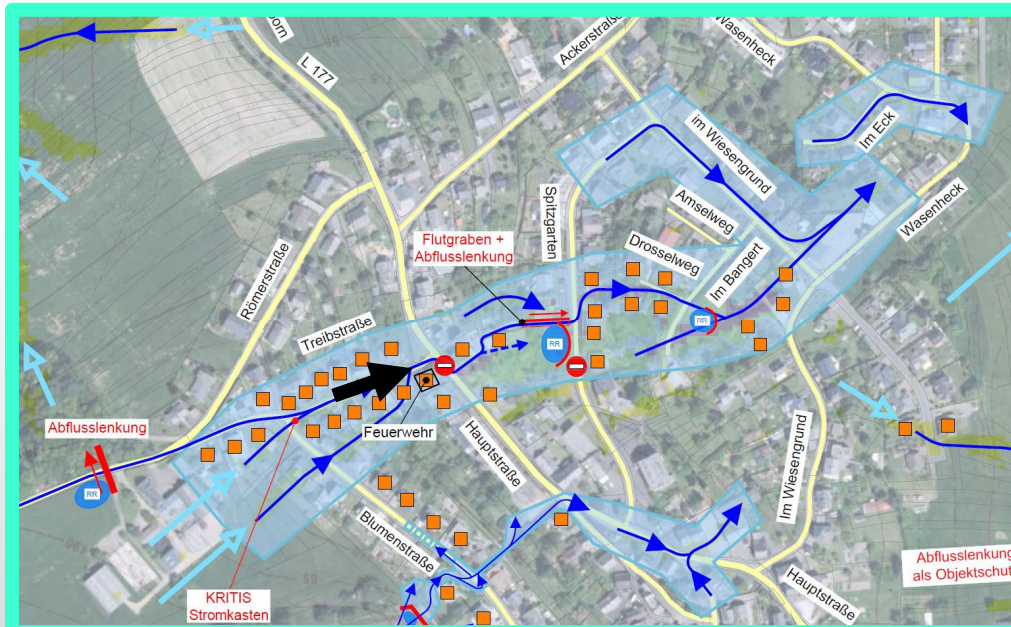 orn
L 177
Ackerstraße
Wasenheck
im Wiesengrund
Im Eck
Römerstraße
Flutgraben +
Abflusslenkung
Spitzgarten
Amselweg
Drosselweg
Im Bangert
Wasenheck
Treibstraße
RR
RR
Abflusslenkung
RR
Feuerwehr
Hauptstraße
Im Wiesengrund
Blumenstraße
KRITIS
Stromkasten
Hauptstraße
Abflusslenkung
als Objektschut